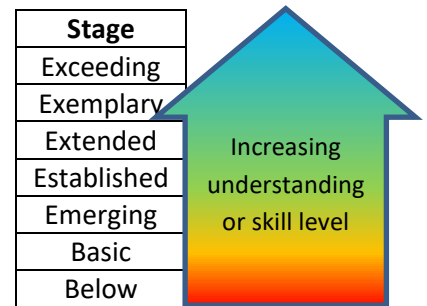 Stage
Exceeding
Exemplary
Extended
Established
Emerging
Basic
Below
Increasing
understanding
or skill level